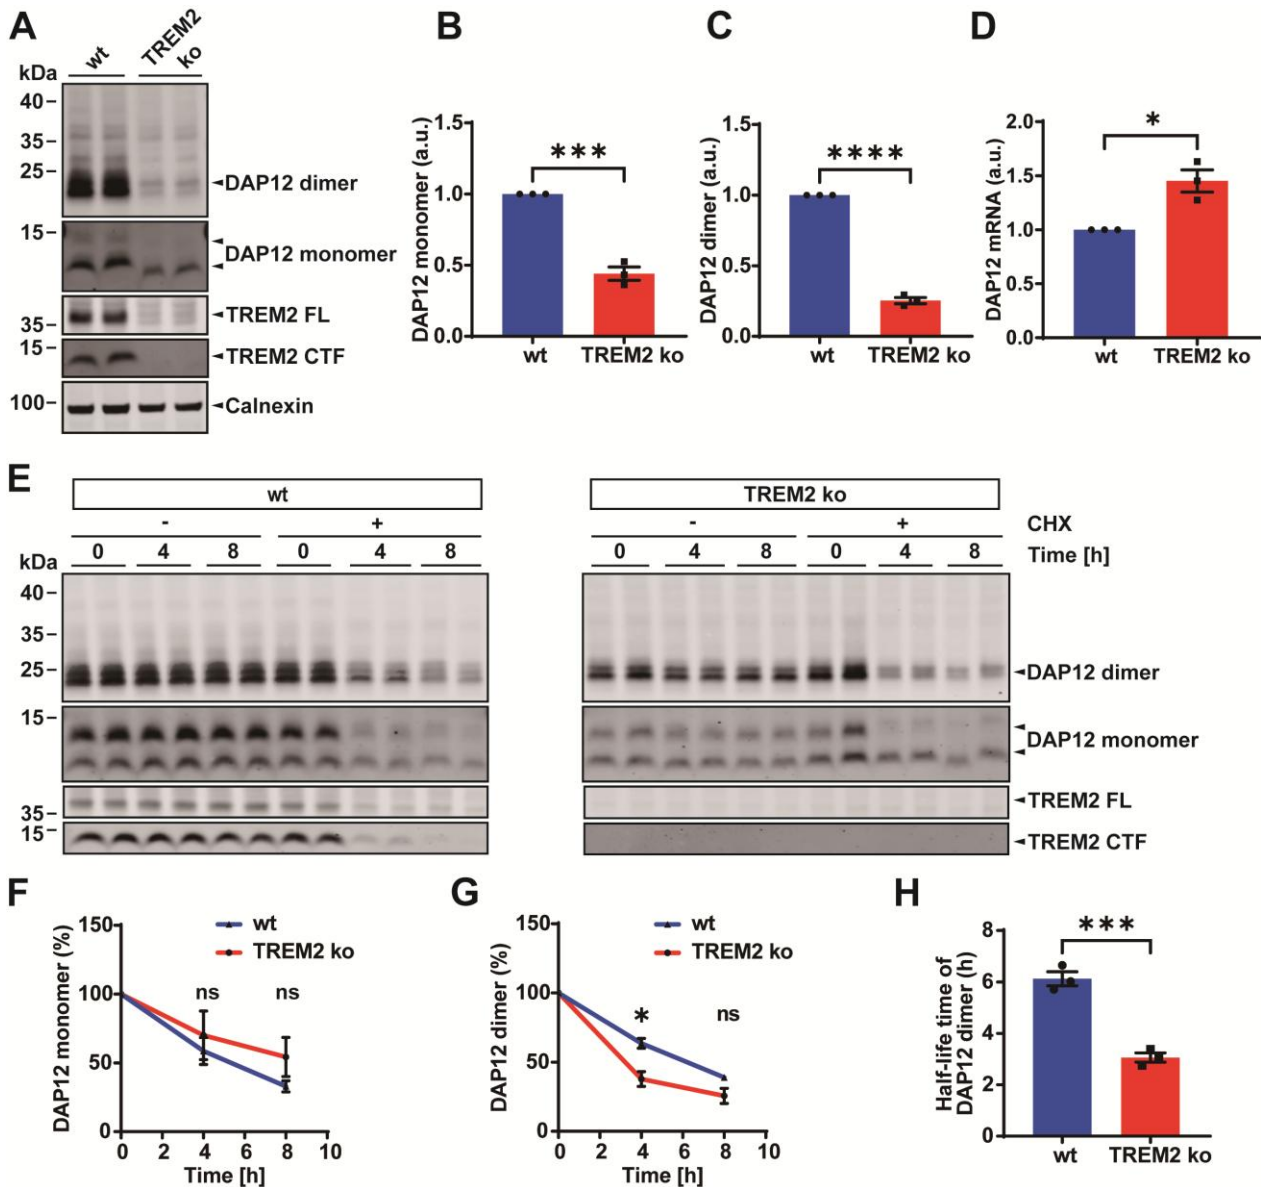 A
wt
TREM2 ko
kDa
40
35
25
15
35
15
100
DAP12 dimer
DAP12 monomer
TREM2 FL
TREM2 CTF
Calnexin
B
DAP12 monomer (a.u.)
1.5
1.0
0.5
0.0
***
wt
TREM2 ko
C
DAP12 dimer (a.u.)
1.5
1.0
0.5
0.0
****
wt
TREM2 ko
D
DAP12 mRNA (a.u.)
2.0
1.5
1.0
0.5
0.0
*
wt
TREM2 ko
E
wt
- +
0 4 8 0 4 8
kDa
40
35
25
15
35
15
TREM2 ko
- + CHX
0 4 8 0 4 8 Time [h]
DAP12 dimer
DAP12 monomer
TREM2 FL
TREM2 CTF
F
DAP12 monomer (%)
150
100
50
0
wt
TREM2 ko
ns ns
0 2 4 6 8 10
Time [h]
G
DAP12 dimer (%)
150
100
50
0
wt
TREM2 ko
* ns
0 2 4 6 8 10
Time [h]
H
Half-life time of
DAP12 dimer (h)
8
6
4
2
0
***
wt
TREM2 ko